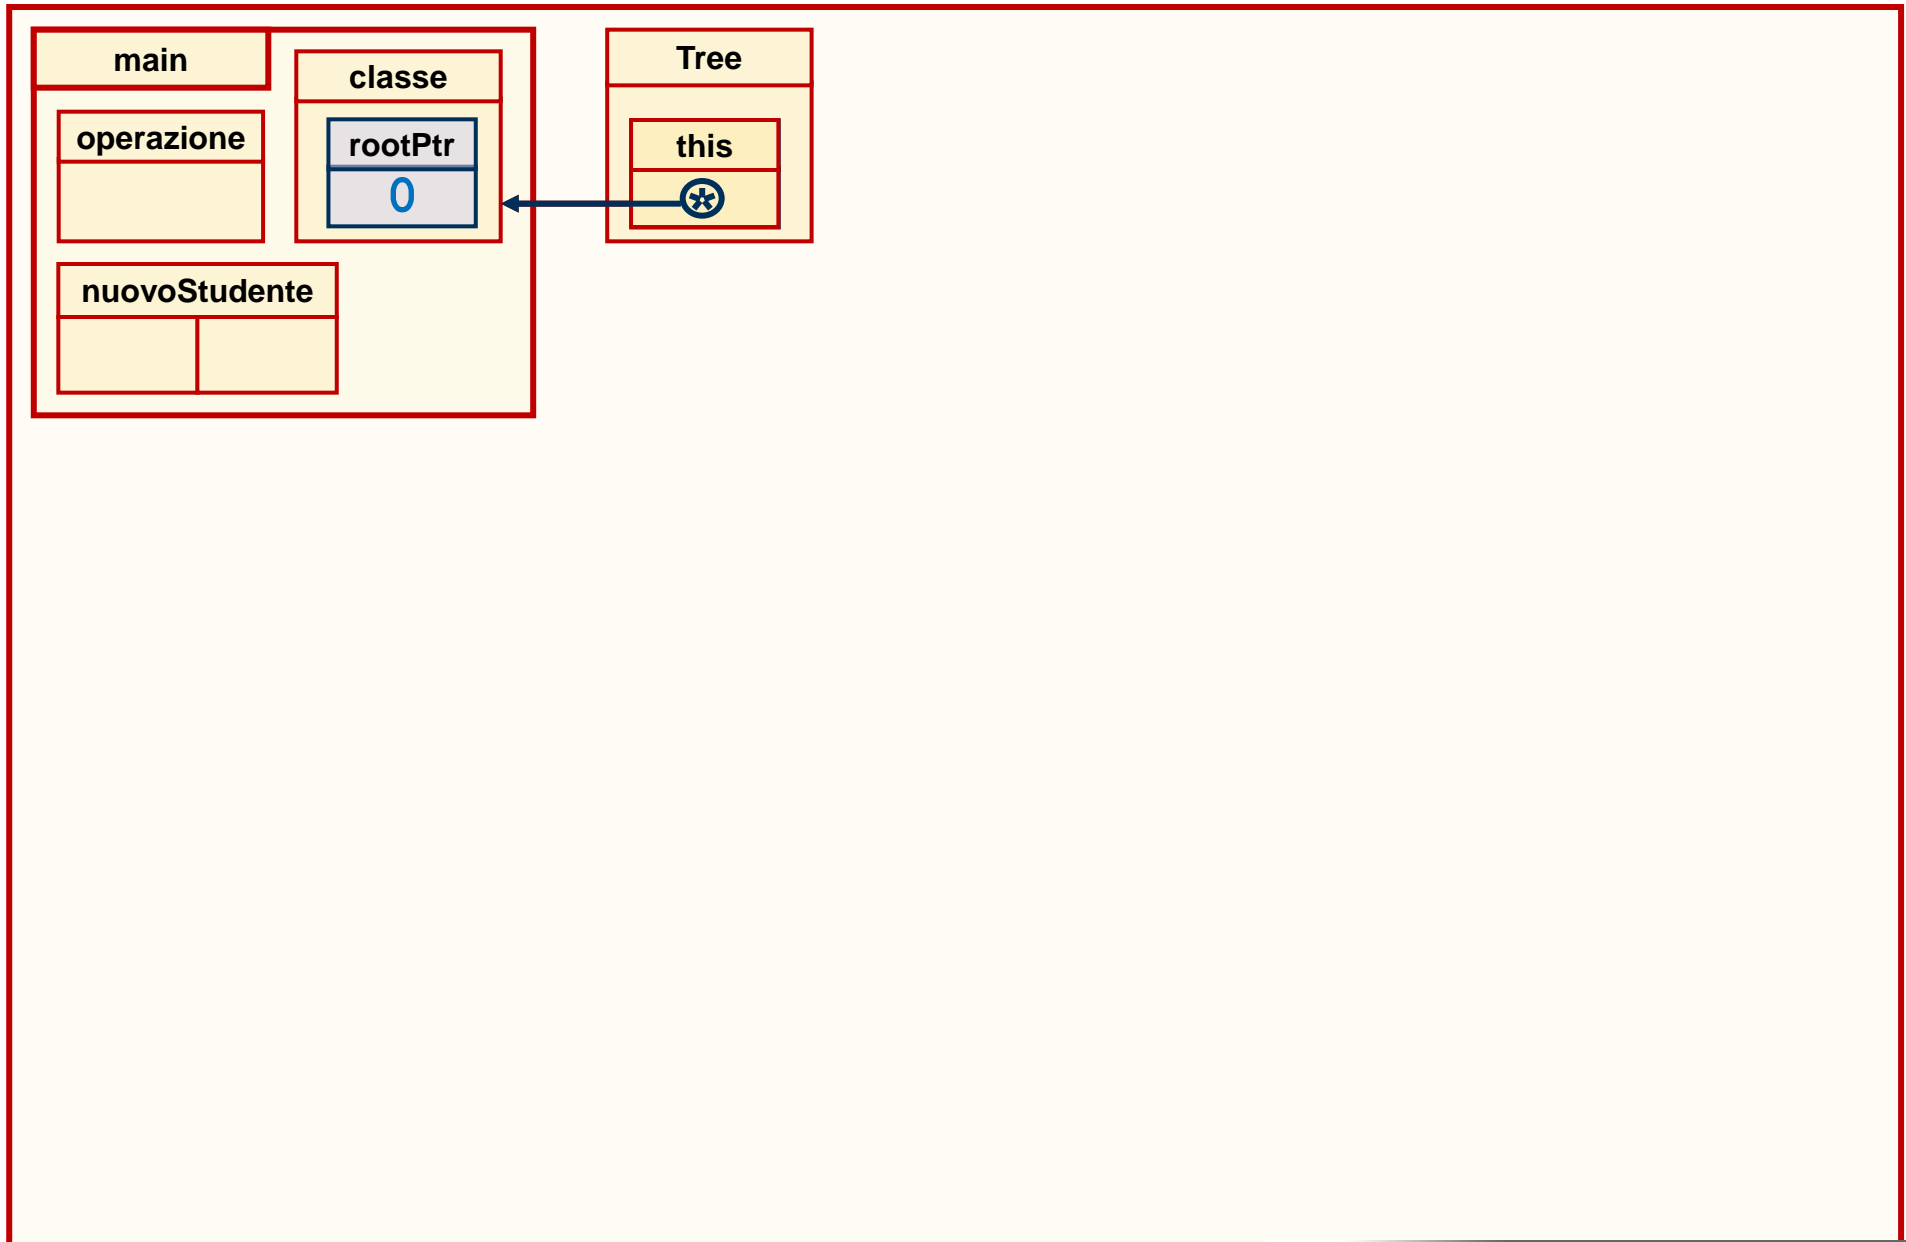 main
classe
operazione
rootPtr
0
nuovoStudente
Tree
this
*